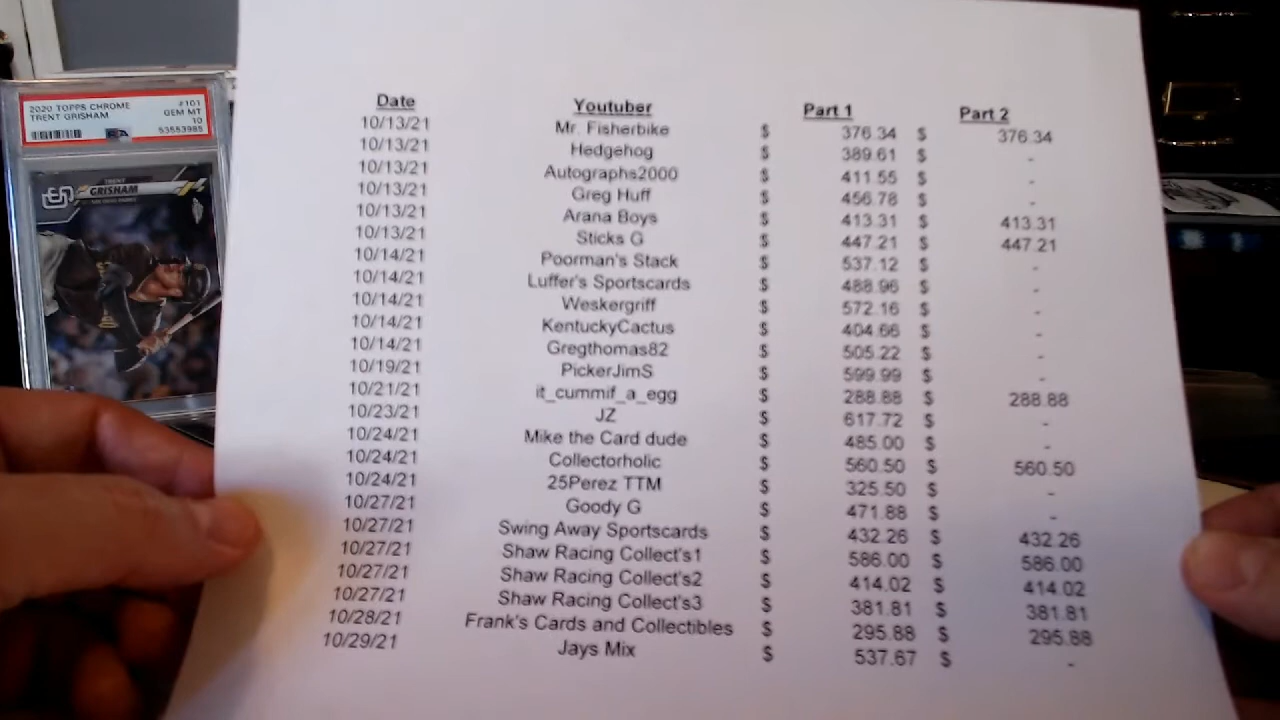 2020 TOPPS CHROME #101
TRENT GRISHAM GEM MT
10
PSA 53553985
TRENT
GRISHAM
SAN DIEGO PADRES
Date Youtuber Part 1 Part 2
10/13/21 Mr. Fisherbike $ 376.34 $ 376.34
10/13/21 Hedgehog $ 389.61 $ -
10/13/21 Autographs2000 $ 411.55 $ -
10/13/21 Greg Huff $ 456.78 $ -
10/13/21 Arana Boys $ 413.31 $ 413.31
10/13/21 Sticks G $ 447.21 $ 447.21
10/14/21 Poorman's Stack $ 537.12 $ -
10/14/21 Luffer's Sportscards $ 488.96 $ -
10/14/21 Weskergriff $ 572.16 $ -
10/14/21 KentuckyCactus $ 404.66 $ -
10/14/21 Gregthomas82 $ 505.22 $ -
10/19/21 PickerJimS $ 599.99 $ -
10/21/21 it_cummif_a_egg $ 288.88 $ 288.88
10/23/21 JZ $ 617.72 $ -
10/24/21 Mike the Card dude $ 485.00 $ -
10/24/21 Collectorholic $ 560.50 $ 560.50
10/24/21 25Perez TTM $ 325.50 $ -
10/27/21 Goody G $ 471.88 $ -
10/27/21 Swing Away Sportscards $ 432.26 $ 432.26
10/27/21 Shaw Racing Collect's1 $ 586.00 $ 586.00
10/27/21 Shaw Racing Collect's2 $ 414.02 $ 414.02
10/27/21 Shaw Racing Collect's3 $ 381.81 $ 381.81
10/28/21 Frank's Cards and Collectibles $ 295.88 $ 295.88
10/29/21 Jays Mix $ 537.67 $ -